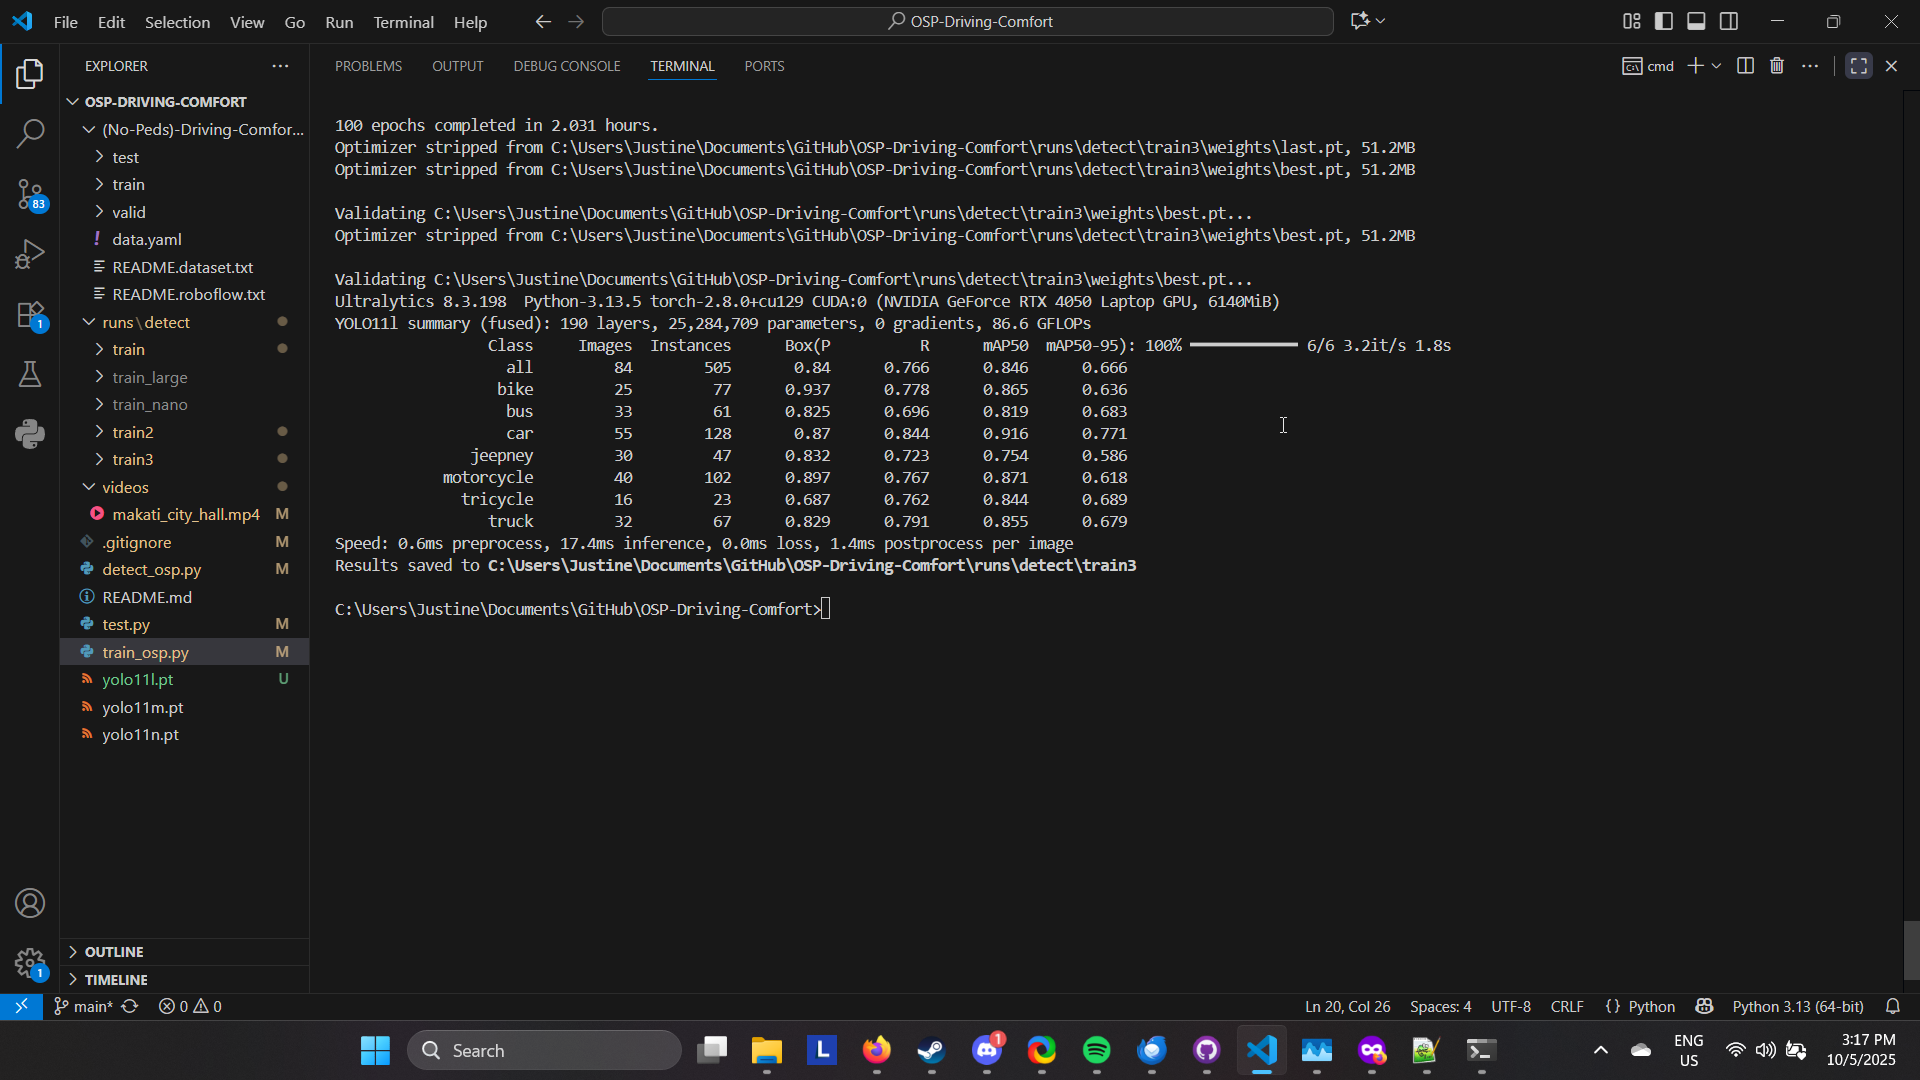 File Edit Selection View Go Run Terminal Help
OSP-Driving-Comfort
EXPLORER
OSP-DRIVING-COMFORT
(No-Peds)-Driving-Comfor...
test
train
valid
! data.yaml
README.dataset.txt
README.roboflow.txt
runs\detect
train
train_large
train_nano
train2
train3
videos
makati_city_hall.mp4 M
.gitignore M
detect_osp.py M
README.md
test.py M
train_osp.py M
yolo11l.pt U
yolo11m.pt
yolo11n.pt
OUTLINE
TIMELINE
83
1
1
PROBLEMS OUTPUT DEBUG CONSOLE TERMINAL PORTS
cmd
100 epochs completed in 2.031 hours.
Optimizer stripped from C:\Users\Justine\Documents\GitHub\OSP-Driving-Comfort\runs\detect\train3\weights\last.pt, 51.2MB
Optimizer stripped from C:\Users\Justine\Documents\GitHub\OSP-Driving-Comfort\runs\detect\train3\weights\best.pt, 51.2MB
Validating C:\Users\Justine\Documents\GitHub\OSP-Driving-Comfort\runs\detect\train3\weights\best.pt...
Optimizer stripped from C:\Users\Justine\Documents\GitHub\OSP-Driving-Comfort\runs\detect\train3\weights\best.pt, 51.2MB
Validating C:\Users\Justine\Documents\GitHub\OSP-Driving-Comfort\runs\detect\train3\weights\best.pt...
Ultralytics 8.3.198 Python-3.13.5 torch-2.8.0+cu129 CUDA:0 (NVIDIA GeForce RTX 4050 Laptop GPU, 6140MiB)
YOLO11l summary (fused): 190 layers, 25,284,709 parameters, 0 gradients, 86.6 GFLOPs
Class Images Instances Box(P R mAP50 mAP50-95): 100% ━━━━━━━━━━━━ 6/6 3.2it/s 1.8s
all 84 505 0.84 0.766 0.846 0.666
bike 25 77 0.937 0.778 0.865 0.636
bus 33 61 0.825 0.696 0.819 0.683
car 55 128 0.87 0.844 0.916 0.771
jeepney 30 47 0.832 0.723 0.754 0.586
motorcycle 40 102 0.897 0.767 0.871 0.618
tricycle 16 23 0.687 0.762 0.844 0.689
truck 32 67 0.829 0.791 0.855 0.679
Speed: 0.6ms preprocess, 17.4ms inference, 0.0ms loss, 1.4ms postprocess per image
Results saved to C:\Users\Justine\Documents\GitHub\OSP-Driving-Comfort\runs\detect\train3
C:\Users\Justine\Documents\GitHub\OSP-Driving-Comfort>
main* 0 0 Ln 20, Col 26 Spaces: 4 UTF-8 CRLF {} Python Python 3.13 (64-bit)
Search
L
1
ENG
US
3:17 PM
10/5/2025